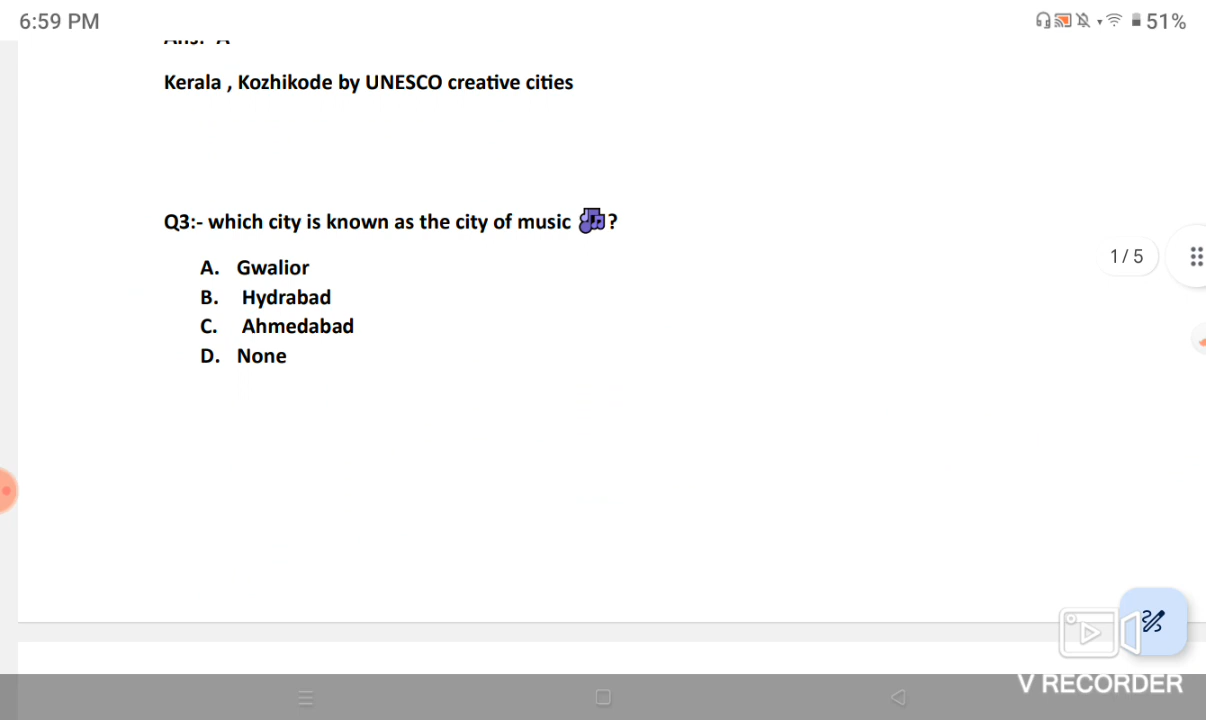 6:59 PM
51%
Kerala , Kozhikode by UNESCO creative cities
Q3:- which city is known as the city of music ?
1 / 5
A. Gwalior
B. Hydrabad
C. Ahmedabad
D. None
V RECORDER